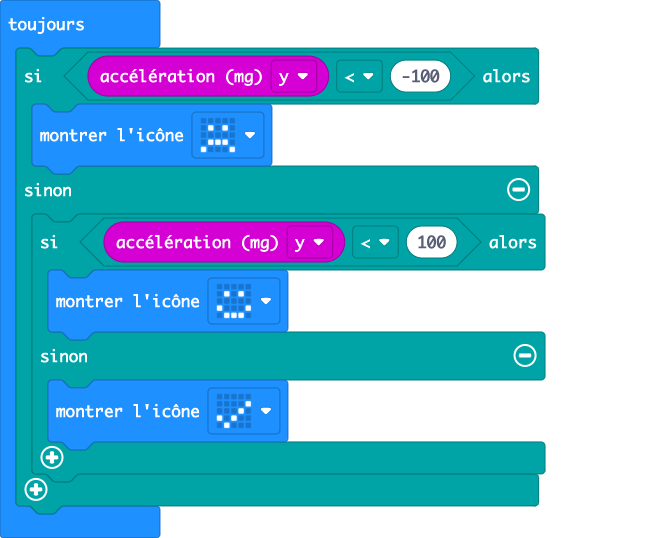 toujours
si accélération (mg) y < -100 alors
montrer l'icône
sinon
si accélération (mg) y < 100 alors
montrer l'icône
sinon
montrer l'icône